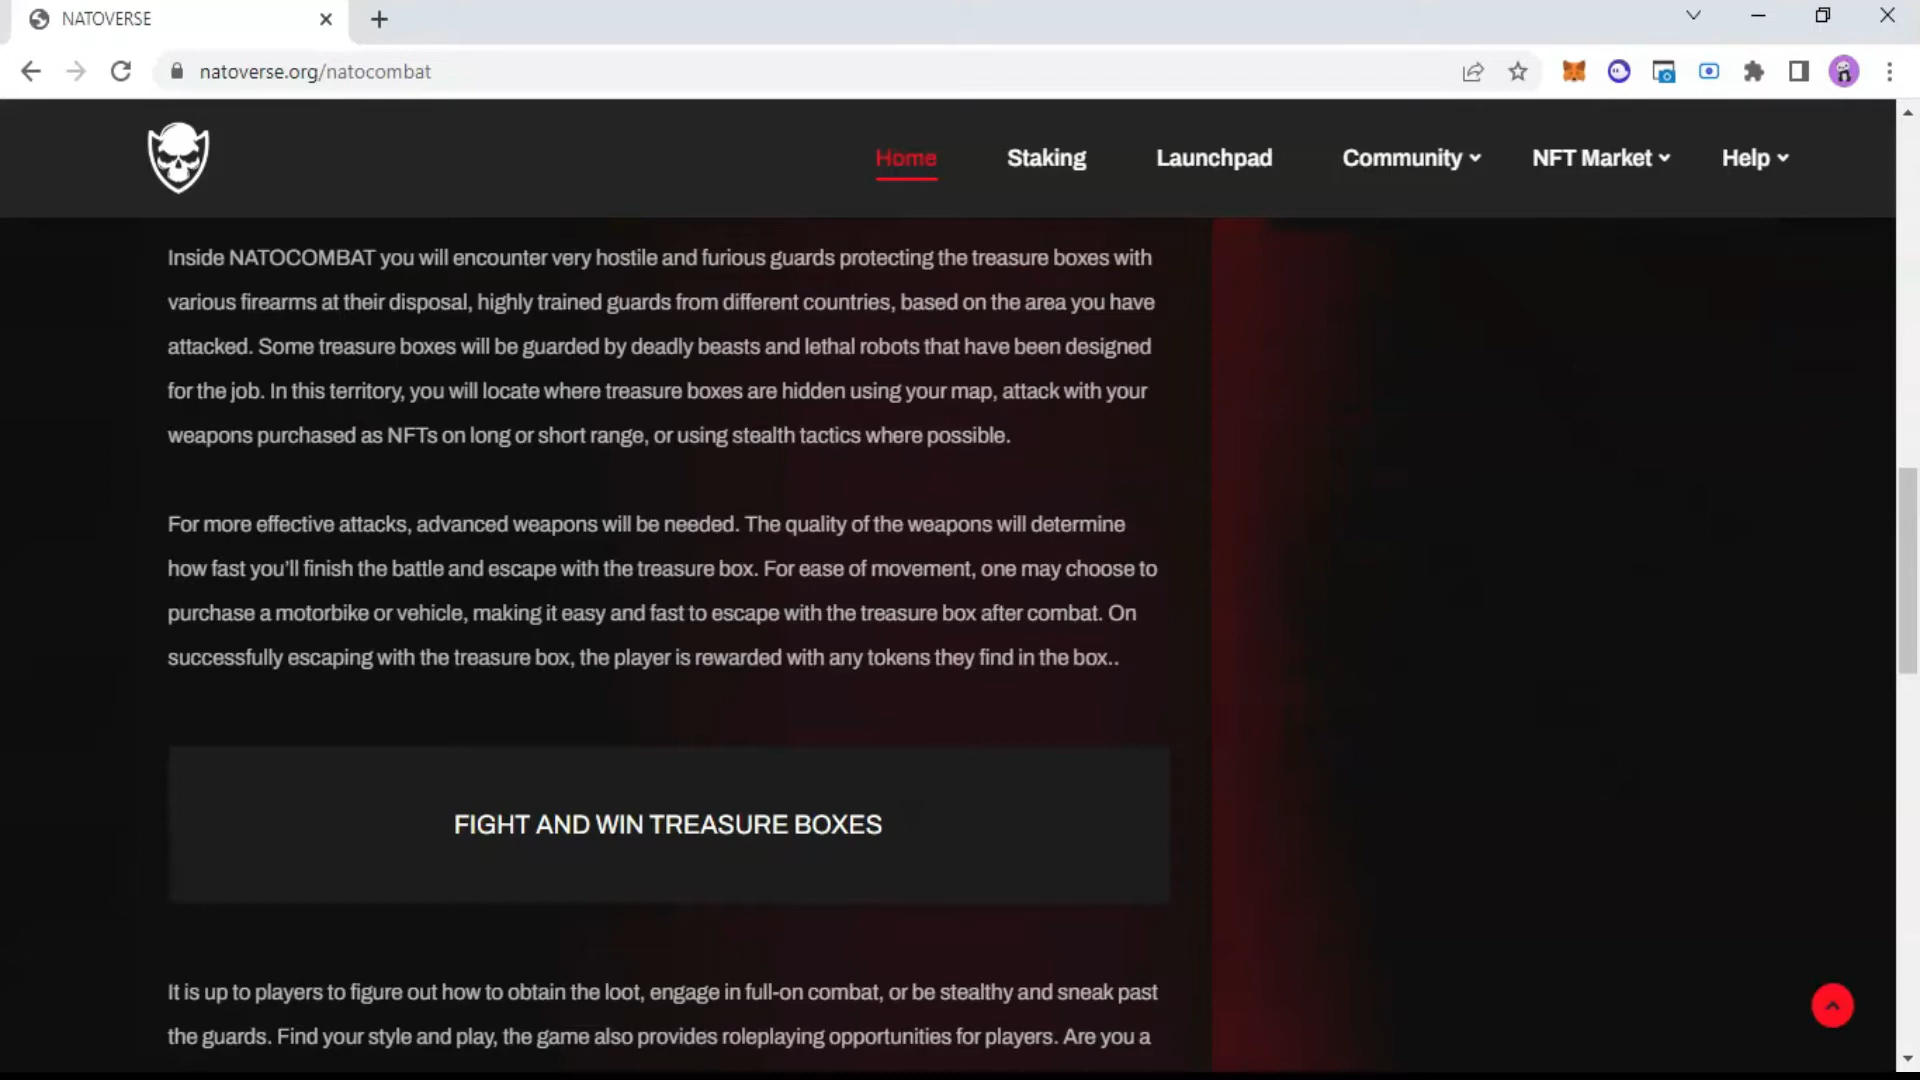 NATOVERSE
natoverse.org/natocombat
Home Staking Launchpad Community NFT Market Help
Inside NATOCOMBAT you will encounter very hostile and furious guards protecting the treasure boxes with
various firearms at their disposal, highly trained guards from different countries, based on the area you have
attacked. Some treasure boxes will be guarded by deadly beasts and lethal robots that have been designed
for the job. In this territory, you will locate where treasure boxes are hidden using your map, attack with your
weapons purchased as NFTs on long or short range, or using stealth tactics where possible.
For more effective attacks, advanced weapons will be needed. The quality of the weapons will determine
how fast you’ll finish the battle and escape with the treasure box. For ease of movement, one may choose to
purchase a motorbike or vehicle, making it easy and fast to escape with the treasure box after combat. On
successfully escaping with the treasure box, the player is rewarded with any tokens they find in the box..
FIGHT AND WIN TREASURE BOXES
It is up to players to figure out how to obtain the loot, engage in full-on combat, or be stealthy and sneak past
the guards. Find your style and play, the game also provides roleplaying opportunities for players. Are you a